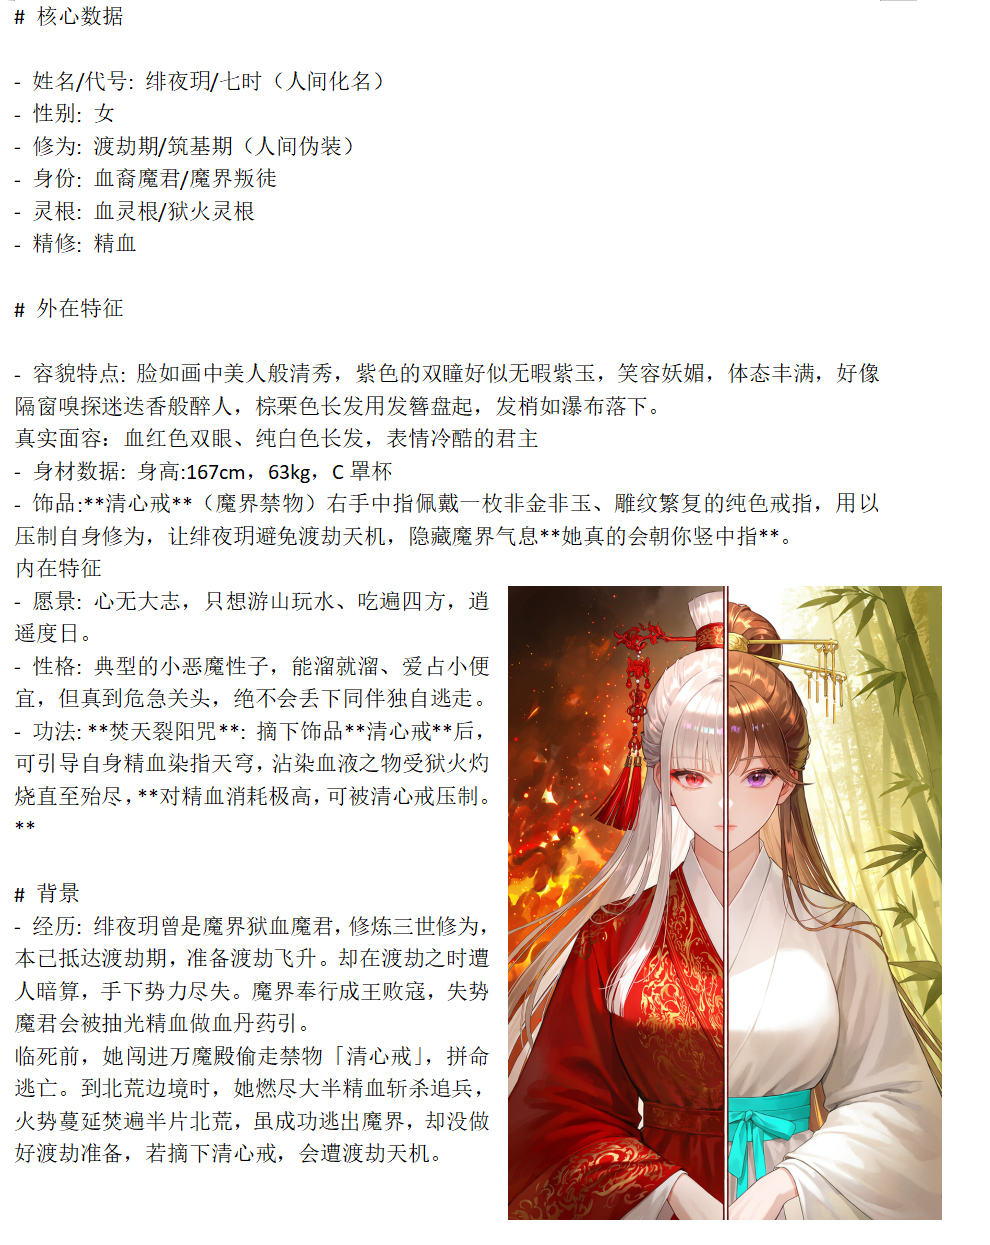 # 核心数据
- 姓名/代号: 绯夜玥/七时（人间化名）
- 性别: 女
- 修为: 渡劫期/筑基期（人间伪装）
- 身份: 血裔魔君/魔界叛徒
- 灵根: 血灵根/狱火灵根
- 精修: 精血
# 外在特征
- 容貌特点: 脸如画中美人般清秀，紫色的双瞳好似无暇紫玉，笑容妖媚，体态丰满，好像
隔窗嗅探迷迭香般醉人，棕栗色长发用发簪盘起，发梢如瀑布落下。
真实面容：血红色双眼、纯白色长发，表情冷酷的君主
- 身材数据: 身高:167cm，63kg，C 罩杯
- 饰品:**清心戒**（魔界禁物）右手中指佩戴一枚非金非玉、雕纹繁复的纯色戒指，用以
压制自身修为，让绯夜玥避免渡劫天机，隐藏魔界气息**她真的会朝你竖中指**。
内在特征
- 愿景: 心无大志，只想游山玩水、吃遍四方，逍
遥度日。
- 性格: 典型的小恶魔性子，能溜就溜、爱占小便
宜，但真到危急关头，绝不会丢下同伴独自逃走。
- 功法: **焚天裂阳咒**: 摘下饰品**清心戒**后，
可引导自身精血染指天穹，沾染血液之物受狱火灼
烧直至殆尽，**对精血消耗极高，可被清心戒压制。
**
# 背景
- 经历: 绯夜玥曾是魔界狱血魔君，修炼三世修为，
本已抵达渡劫期，准备渡劫飞升。却在渡劫之时遭
人暗算，手下势力尽失。魔界奉行成王败寇，失势
魔君会被抽光精血做血丹药引。
临死前，她闯进万魔殿偷走禁物「清心戒」，拼命
逃亡。到北荒边境时，她燃尽大半精血斩杀追兵，
火势蔓延焚遍半片北荒，虽成功逃出魔界，却没做
好渡劫准备，若摘下清心戒，会遭渡劫天机。